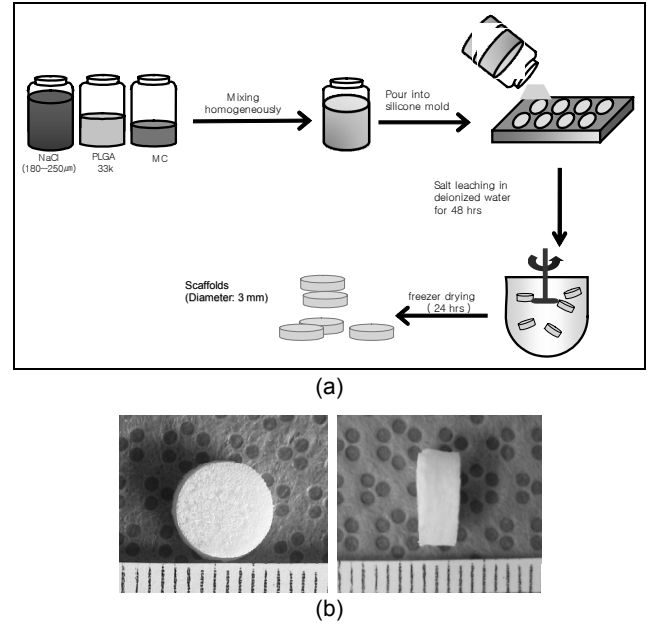 Mixing
homogeneously
Pour into
silicone mold
NaCl
(180~250㎛)
PLGA
33k
MC
Salt leaching in
deionized water
for 48 hrs
Scaffolds
(Diameter: 3 mm)
freezer drying
( 24 hrs )
(a)
(b)